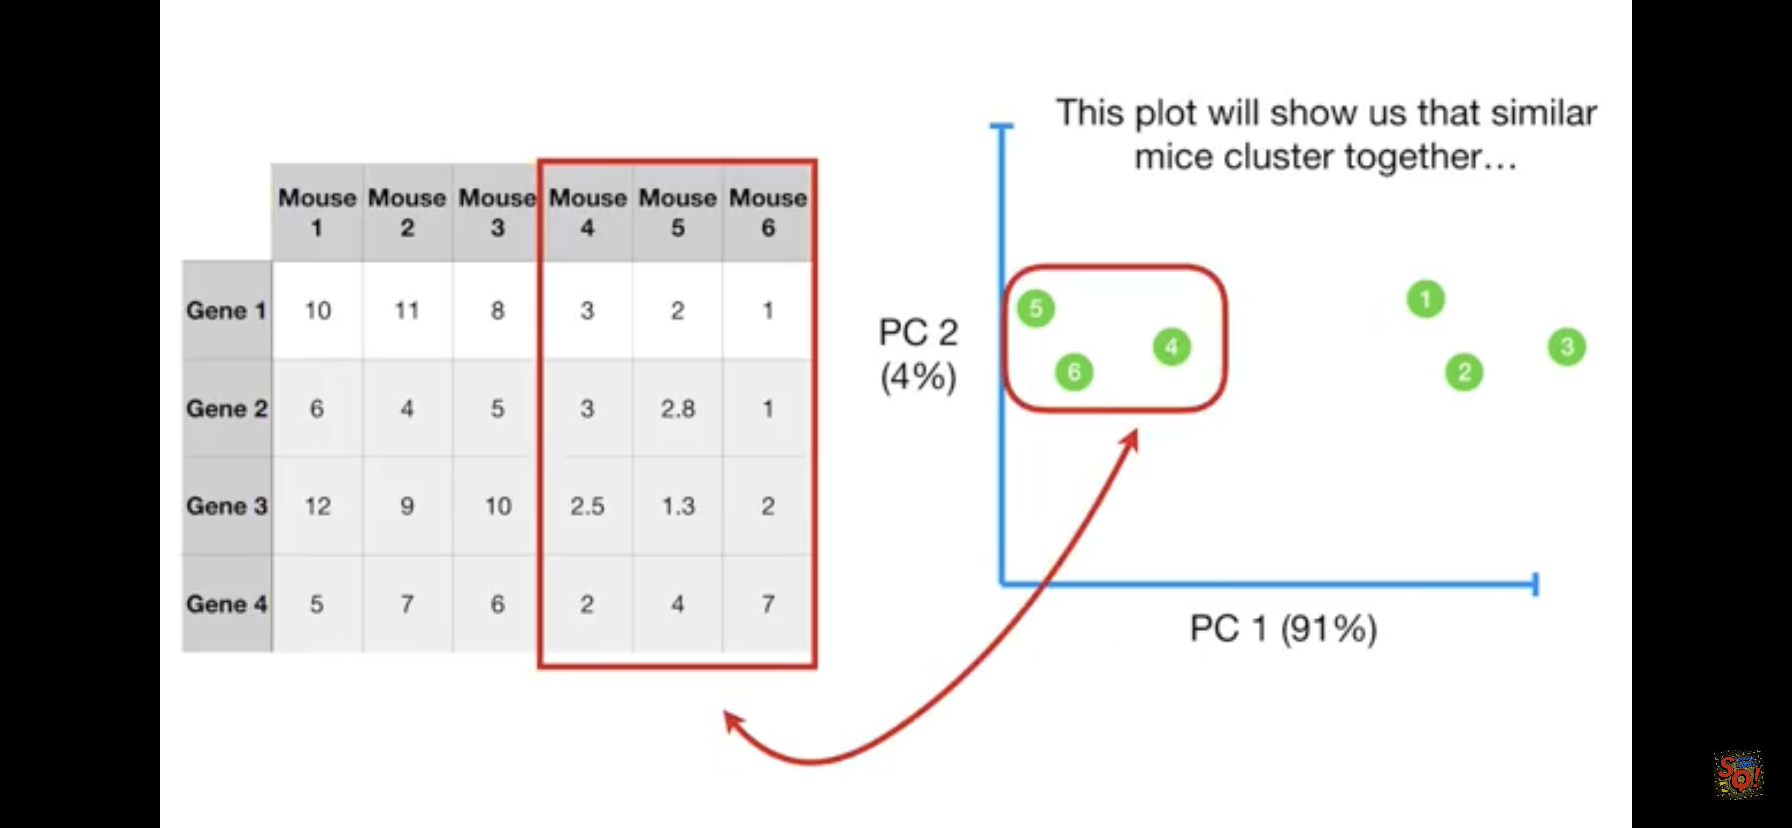 This plot will show us that similar
mice cluster together...
Mouse 1 Mouse 2 Mouse 3 Mouse 4 Mouse 5 Mouse 6
Gene 1 10 11 8 3 2 1
Gene 2 6 4 5 3 2.8 1
Gene 3 12 9 10 2.5 1.3 2
Gene 4 5 7 6 2 4 7
PC 2
(4%)
5
6
4
1
2
3
PC 1 (91%)
SQ!